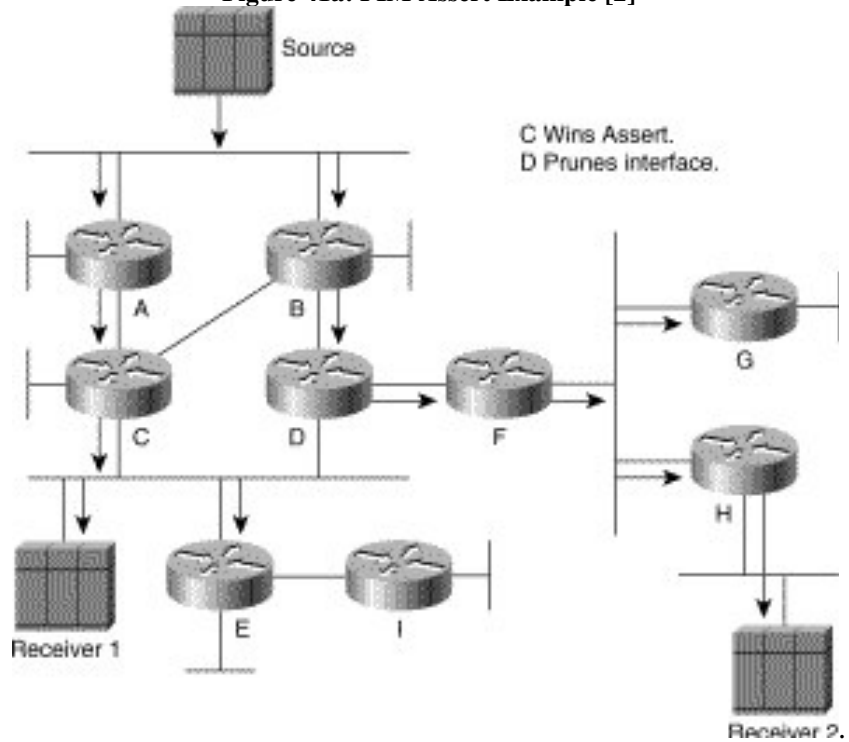 Source
C Wins Assert.
D Prunes interface.
A
B
G
C
D
F
H
E
I
Receiver 1
Receiver 2.